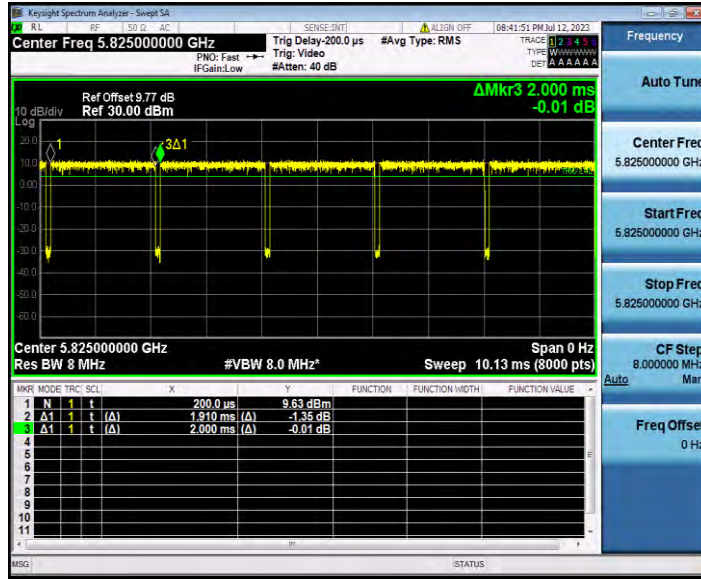 Keysight Spectrum Analyzer - Swept SA
RL RF 50 Ω AC SENSE:INT ALIGN OFF 08:41:51 PM Jul 12, 2023
Center Freq 5.825000000 GHz
Trig Delay-200.0 µs #Avg Type: RMS TRACE 1 2 3 4 5 6
PNO: Fast Trig: Video TYPE W
IFGain:Low #Atten: 40 dB DET A A A A A A
ΔMkr3 2.000 ms
-0.01 dB
Ref Offset 9.77 dB
10 dB/div Ref 30.00 dBm
Log
20.0
10.0
0.00
-10.0
-20.0
-30.0
-40.0
-50.0
-60.0
1
3Δ1
Center 5.825000000 GHz Span 0 Hz
Res BW 8 MHz #VBW 8.0 MHz* Sweep 10.13 ms (8000 pts)
MKR MODE TRC SCL X Y FUNCTION FUNCTION WIDTH FUNCTION VALUE
1 N 1 t 200.0 µs 9.63 dBm
2 Δ1 1 t (Δ) 1.910 ms (Δ) -1.35 dB
3 Δ1 1 t (Δ) 2.000 ms (Δ) -0.01 dB
4
5
6
7
8
9
10
11
MSG STATUS
Frequency
Auto Tune
Center Freq
5.825000000 GHz
Start Freq
5.825000000 GHz
Stop Freq
5.825000000 GHz
CF Step
8.000000 MHz
Auto Man
Freq Offset
0 Hz